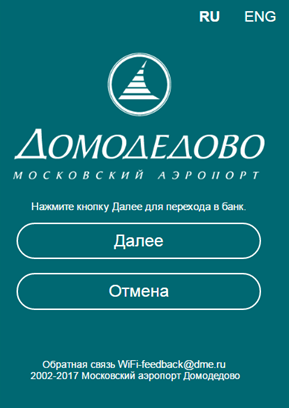 RU ENG
ДОМОДЕДОВО
МОСКОВСКИЙ АЭРОПОРТ
Нажмите кнопку Далее для перехода в банк.
Далее
Отмена
Обратная связь WiFi-feedback@dme.ru
2002-2017 Московский аэропорт Домодедово